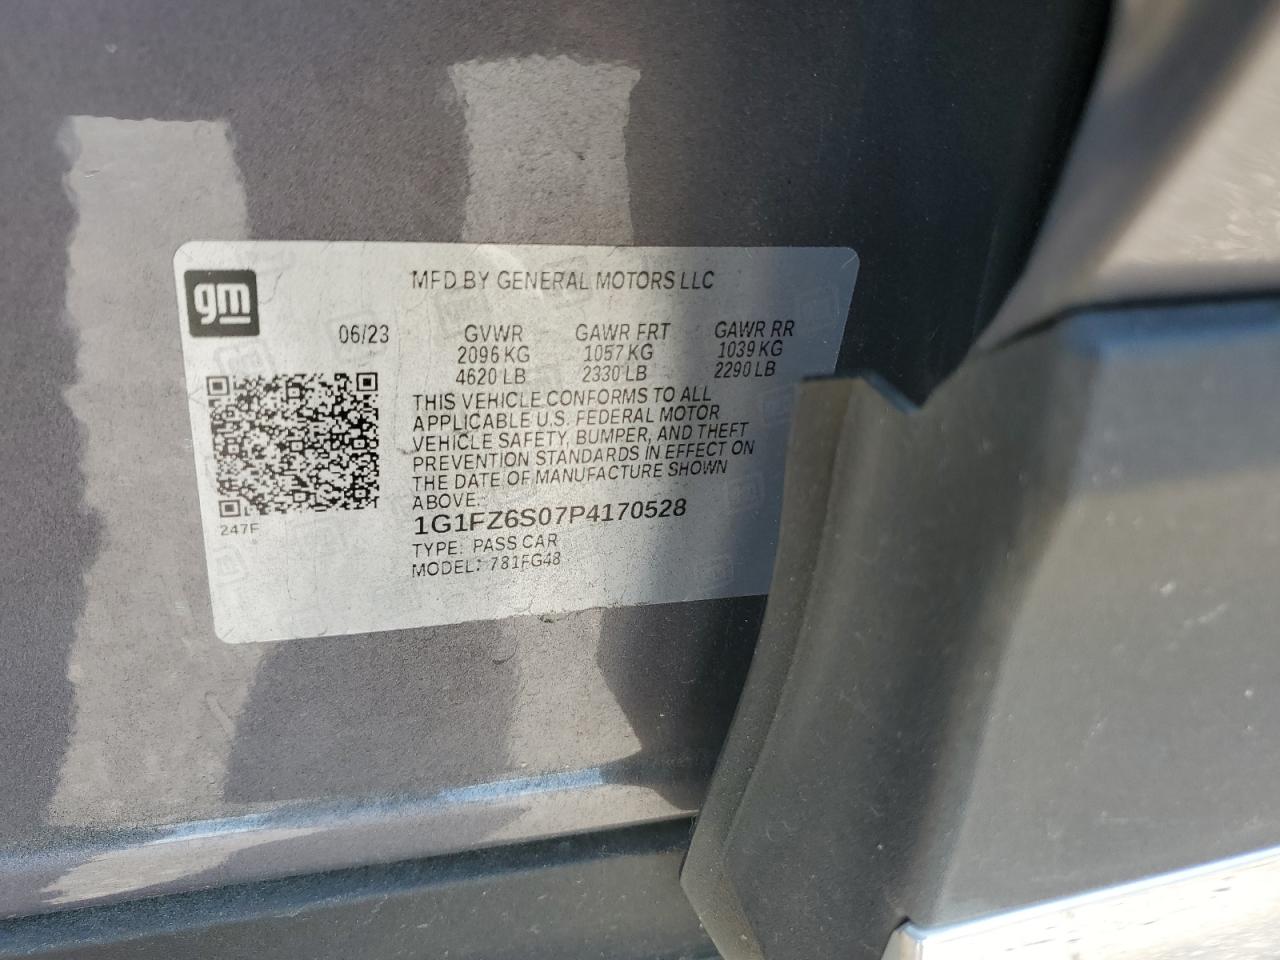 gm
MFD BY GENERAL MOTORS LLC
06/23 GVWR GAWR FRT GAWR RR
2096 KG 1057 KG 1039 KG
4620 LB 2330 LB 2290 LB
THIS VEHICLE CONFORMS TO ALL
APPLICABLE U.S. FEDERAL MOTOR
VEHICLE SAFETY, BUMPER, AND THEFT
PREVENTION STANDARDS IN EFFECT ON
THE DATE OF MANUFACTURE SHOWN
ABOVE.
1G1FZ6S07P4170528
247F
TYPE: PASS CAR
MODEL: 781FG48